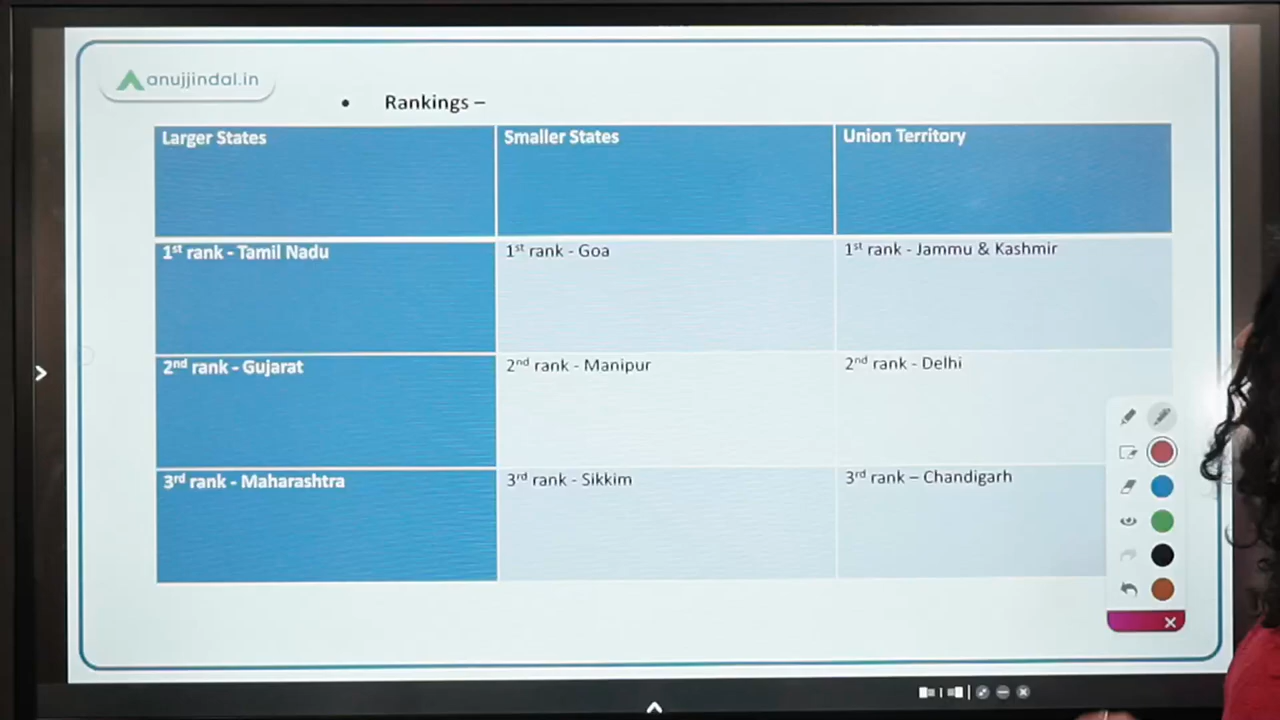 anujjindal.in
• Rankings –
Larger States
Smaller States
Union Territory
1st rank - Tamil Nadu
1st rank - Goa
1st rank - Jammu & Kashmir
2nd rank - Gujarat
2nd rank - Manipur
2nd rank - Delhi
3rd rank - Maharashtra
3rd rank - Sikkim
3rd rank – Chandigarh